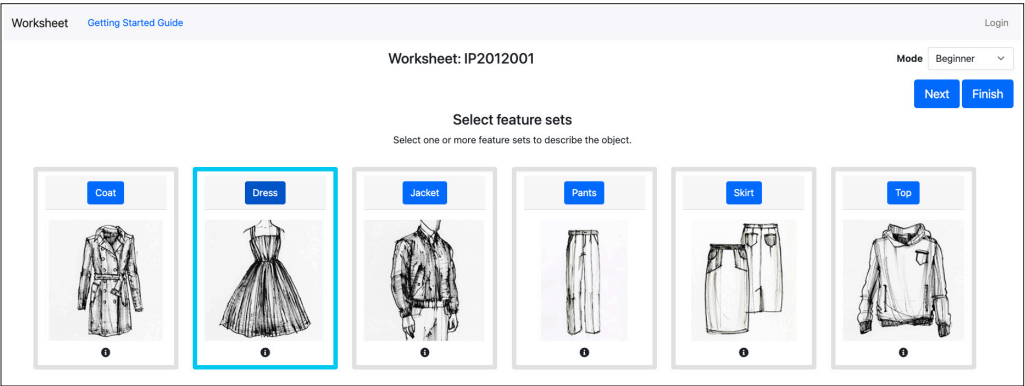 Worksheet Getting Started Guide Login
Worksheet: IP2012001 Mode Beginner
Next Finish
Select feature sets
Select one or more feature sets to describe the object.
Coat Dress Jacket Pants Skirt Top